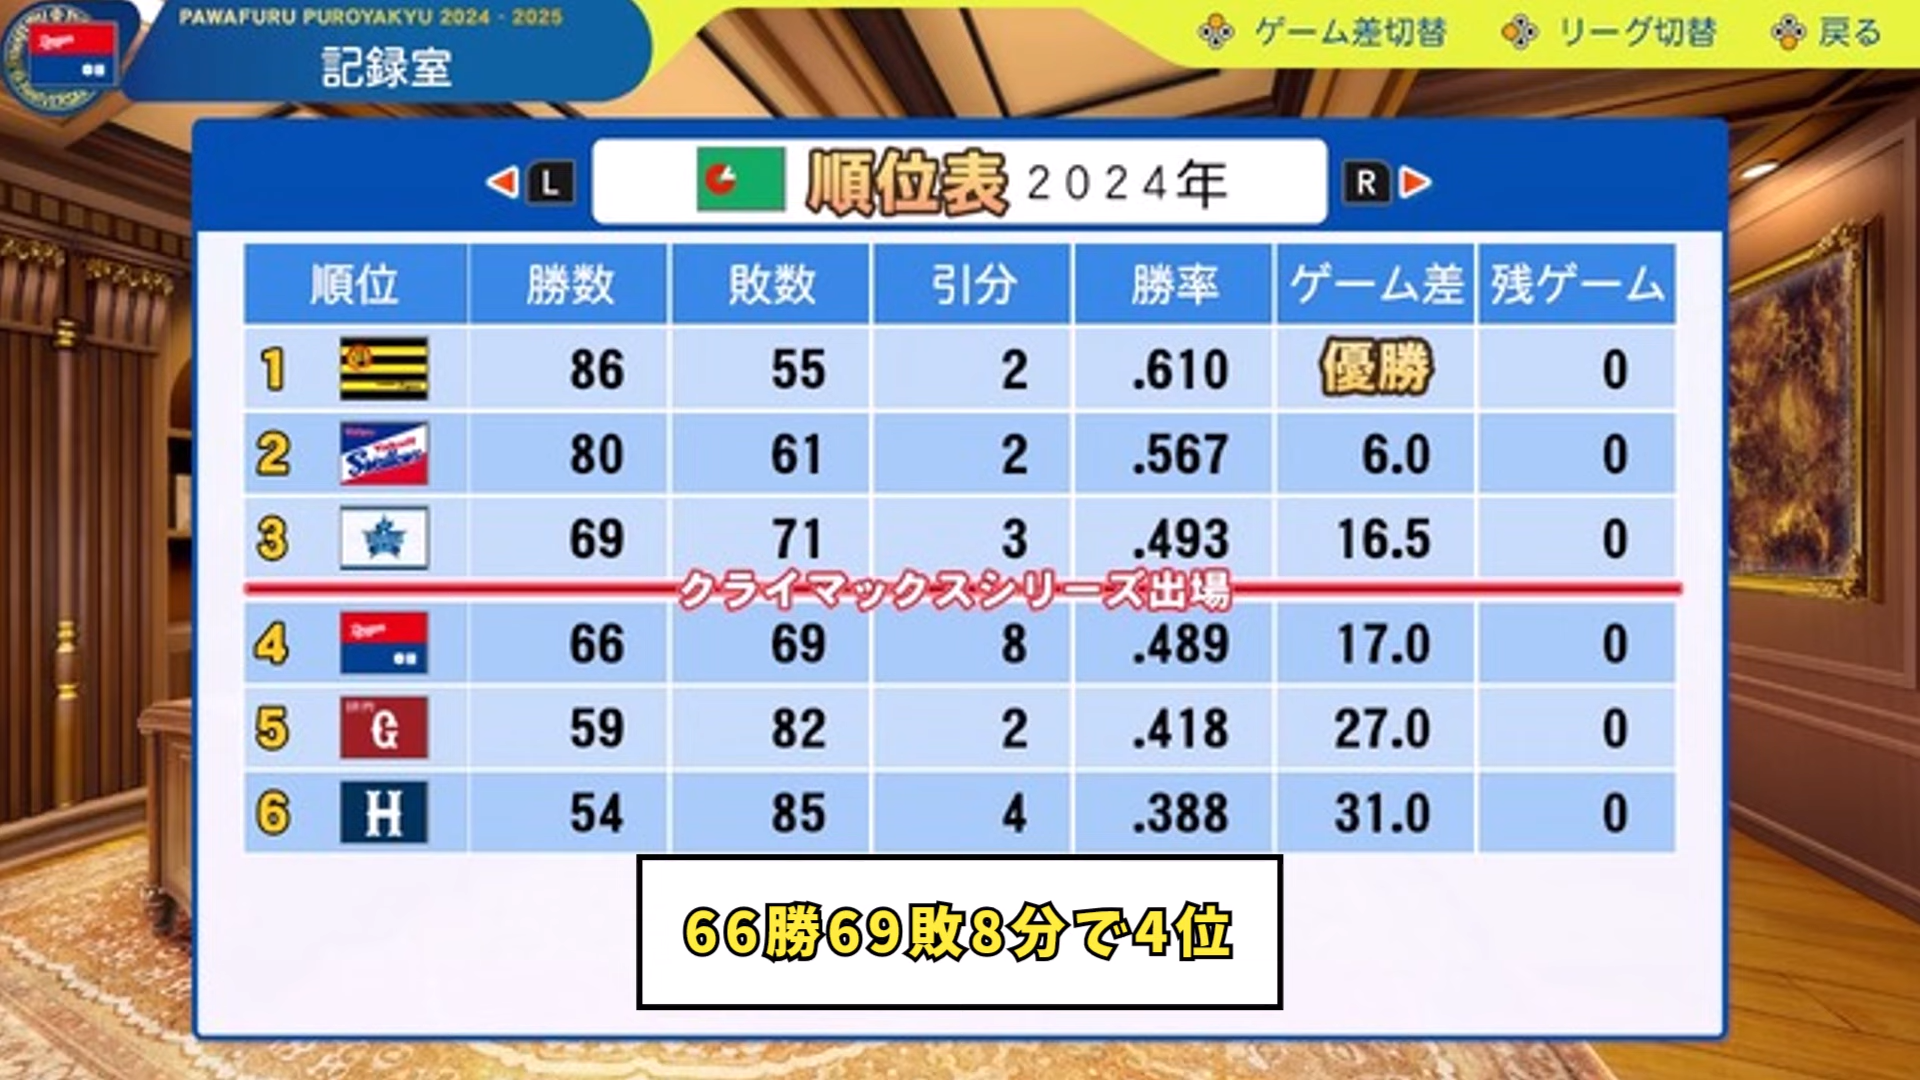 PAWAFURU PUROYAKYU 2024 - 2025
記録室
ゲーム差切替 リーグ切替 戻る
L 順位表 2024年 R
順位 勝数 敗数 引分 勝率 ゲーム差 残ゲーム
1 86 55 2 .610 優勝 0
2 Swallows 80 61 2 .567 6.0 0
3 69 71 3 .493 16.5 0
クライマックスシリーズ出場
4 66 69 8 .489 17.0 0
5 G 59 82 2 .418 27.0 0
6 H 54 85 4 .388 31.0 0
66勝69敗8分で4位